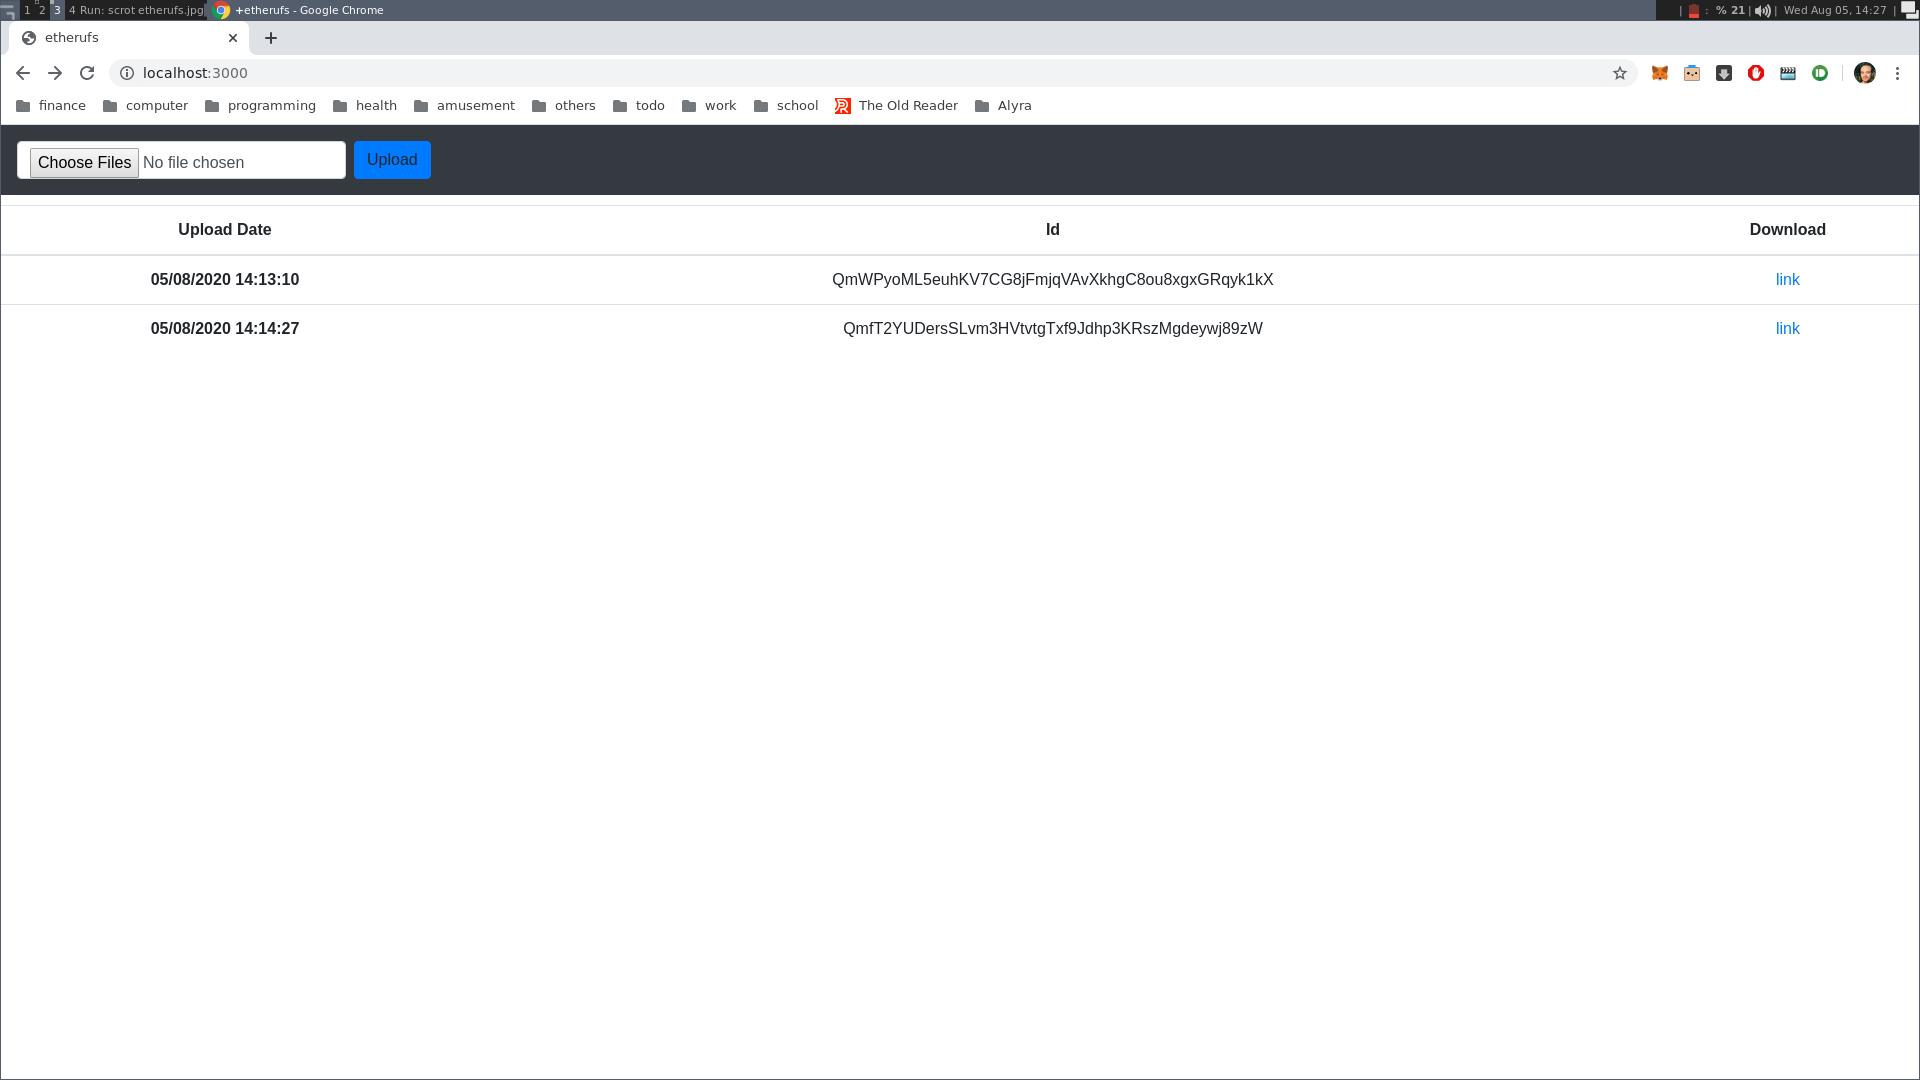 1 2 3 4 Run: scrot etherufs.jpg +etherufs - Google Chrome | : % 21 | | Wed Aug 05, 14:27 |
etherufs
localhost:3000
finance computer programming health amusement others todo work school The Old Reader Alyra
Choose Files No file chosen Upload
Upload Date Id Download
05/08/2020 14:13:10 QmWPyoML5euhKV7CG8jFmjqVAvXkhgC8ou8xgxGRqyk1kX link
05/08/2020 14:14:27 QmfT2YUDersSLvm3HVtvtgTxf9Jdhp3KRszMgdeywj89zW link